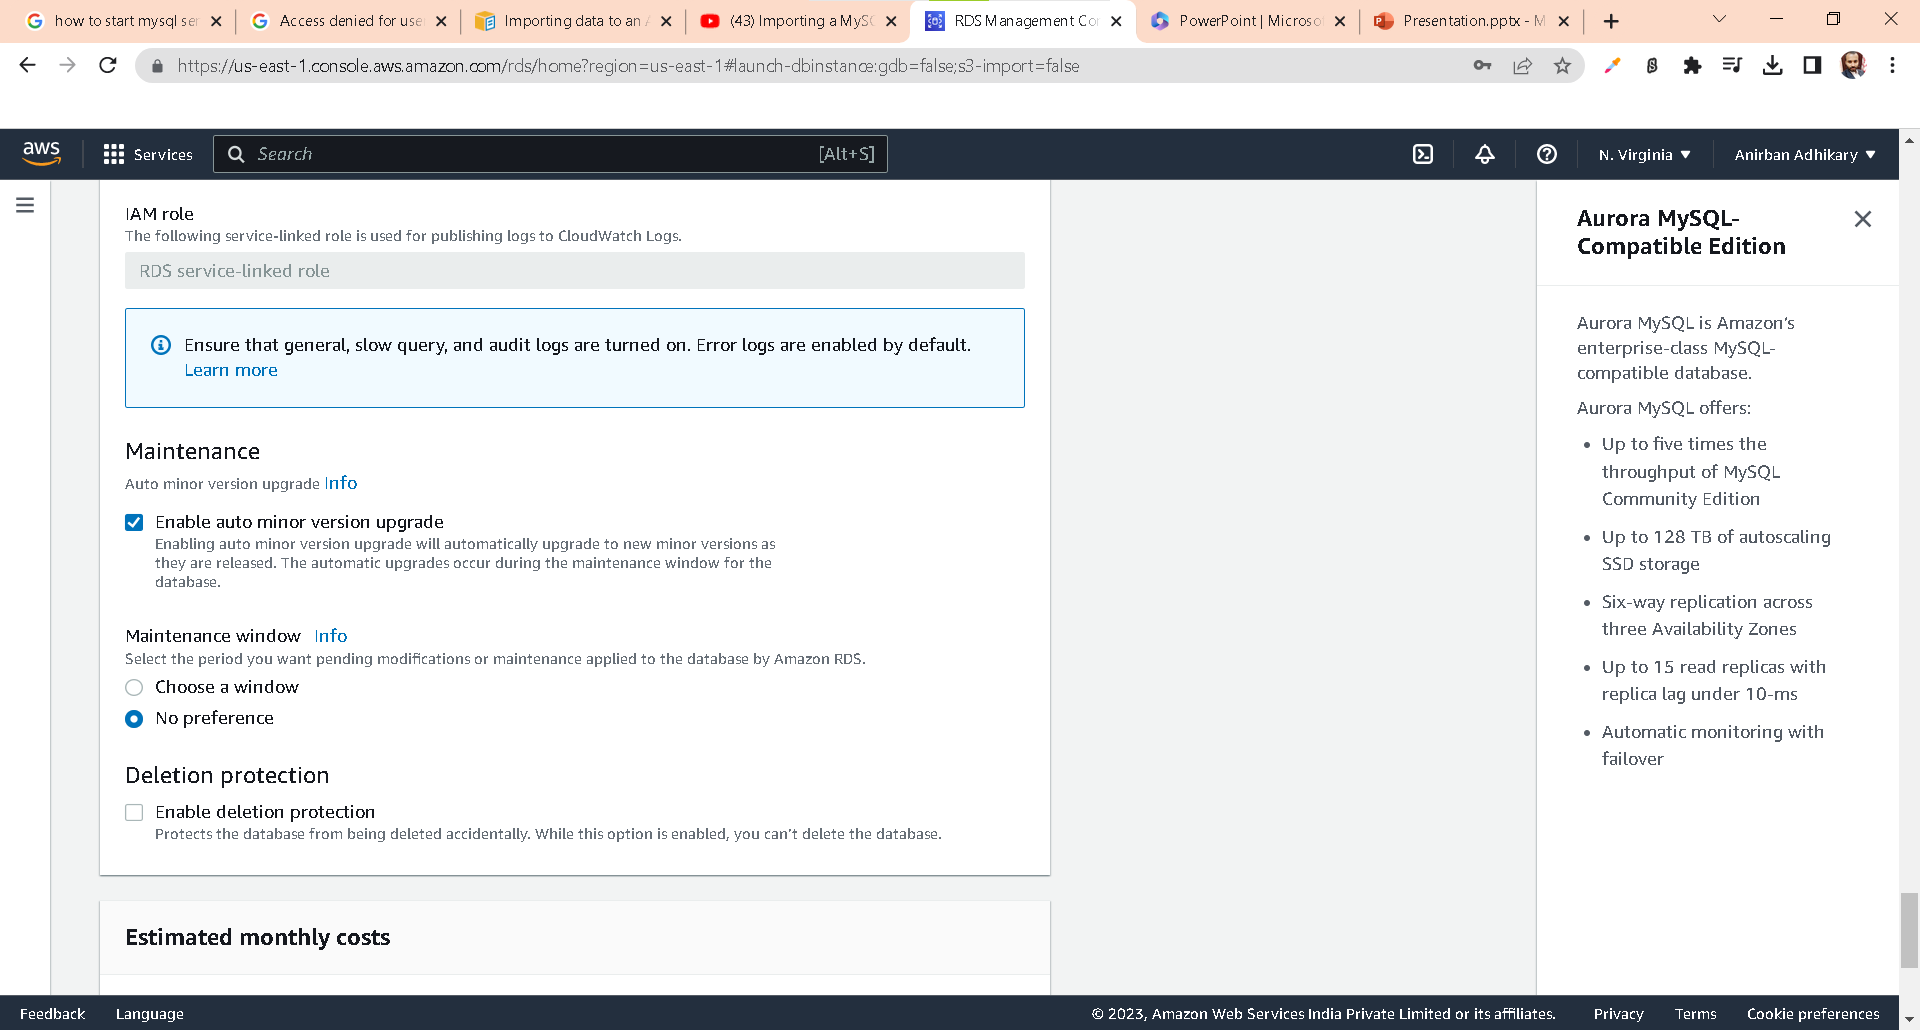 how to start mysql ser
Access denied for use
Importing data to an A
(43) Importing a MySQ
RDS Management Co
PowerPoint | Microso
Presentation.pptx - M
https://us-east-1.console.aws.amazon.com/rds/home?region=us-east-1#launch-dbinstance:gdb=false;s3-import=false
aws
Services
Search
[Alt+S]
N. Virginia
Anirban Adhikary
IAM role
The following service-linked role is used for publishing logs to CloudWatch Logs.
RDS service-linked role
Ensure that general, slow query, and audit logs are turned on. Error logs are enabled by default.
Learn more
Maintenance
Auto minor version upgrade Info
Enable auto minor version upgrade
Enabling auto minor version upgrade will automatically upgrade to new minor versions as
they are released. The automatic upgrades occur during the maintenance window for the
database.
Maintenance window Info
Select the period you want pending modifications or maintenance applied to the database by Amazon RDS.
Choose a window
No preference
Deletion protection
Enable deletion protection
Protects the database from being deleted accidentally. While this option is enabled, you can’t delete the database.
Estimated monthly costs
Aurora MySQL-
Compatible Edition
Aurora MySQL is Amazon’s
enterprise-class MySQL-
compatible database.
Aurora MySQL offers:
• Up to five times the
throughput of MySQL
Community Edition
• Up to 128 TB of autoscaling
SSD storage
• Six-way replication across
three Availability Zones
• Up to 15 read replicas with
replica lag under 10-ms
• Automatic monitoring with
failover
Feedback
Language
© 2023, Amazon Web Services India Private Limited or its affiliates.
Privacy
Terms
Cookie preferences